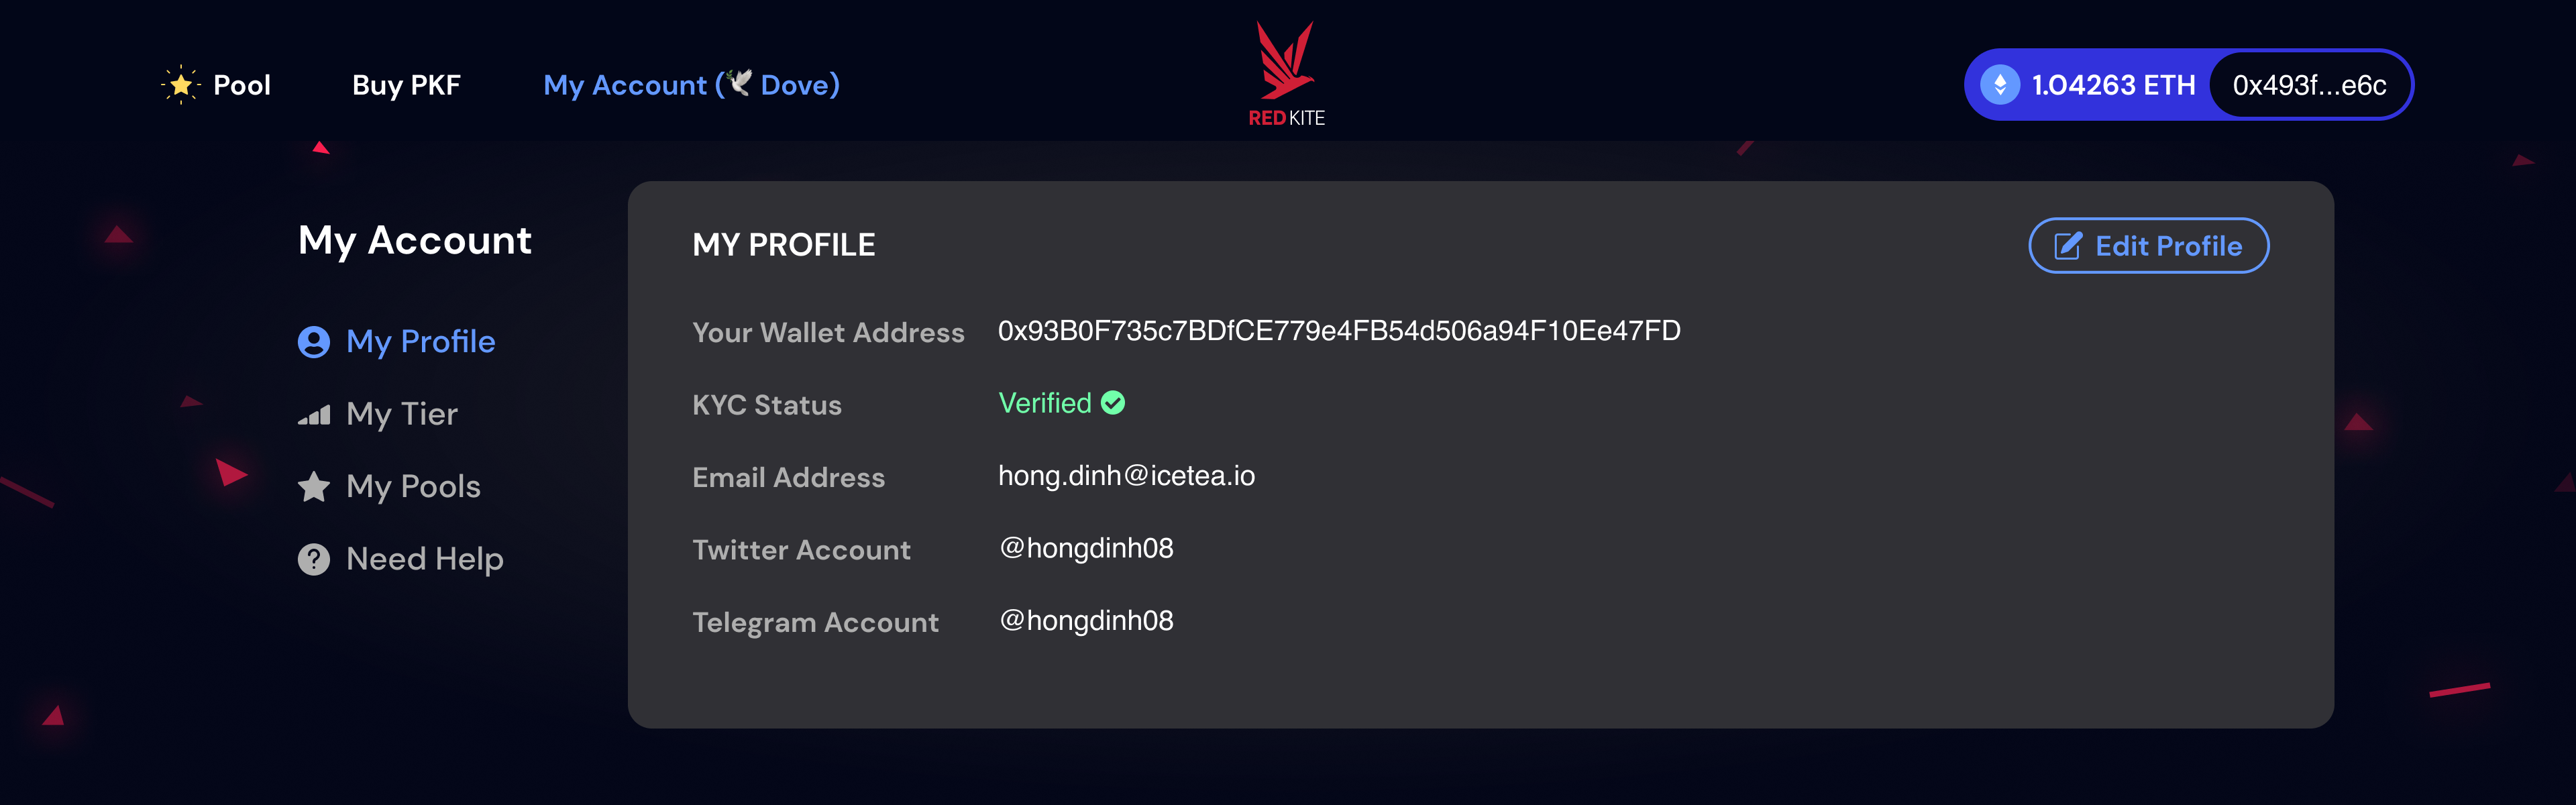 Pool
Buy PKF
My Account (🕊 Dove)
RED KITE
1.04263 ETH
0x493f...e6c
My Account
My Profile
My Tier
My Pools
Need Help
MY PROFILE
Edit Profile
Your Wallet Address 0x93B0F735c7BDfCE779e4FB54d506a94F10Ee47FD
KYC Status Verified
Email Address hong.dinh@icetea.io
Twitter Account @hongdinh08
Telegram Account @hongdinh08